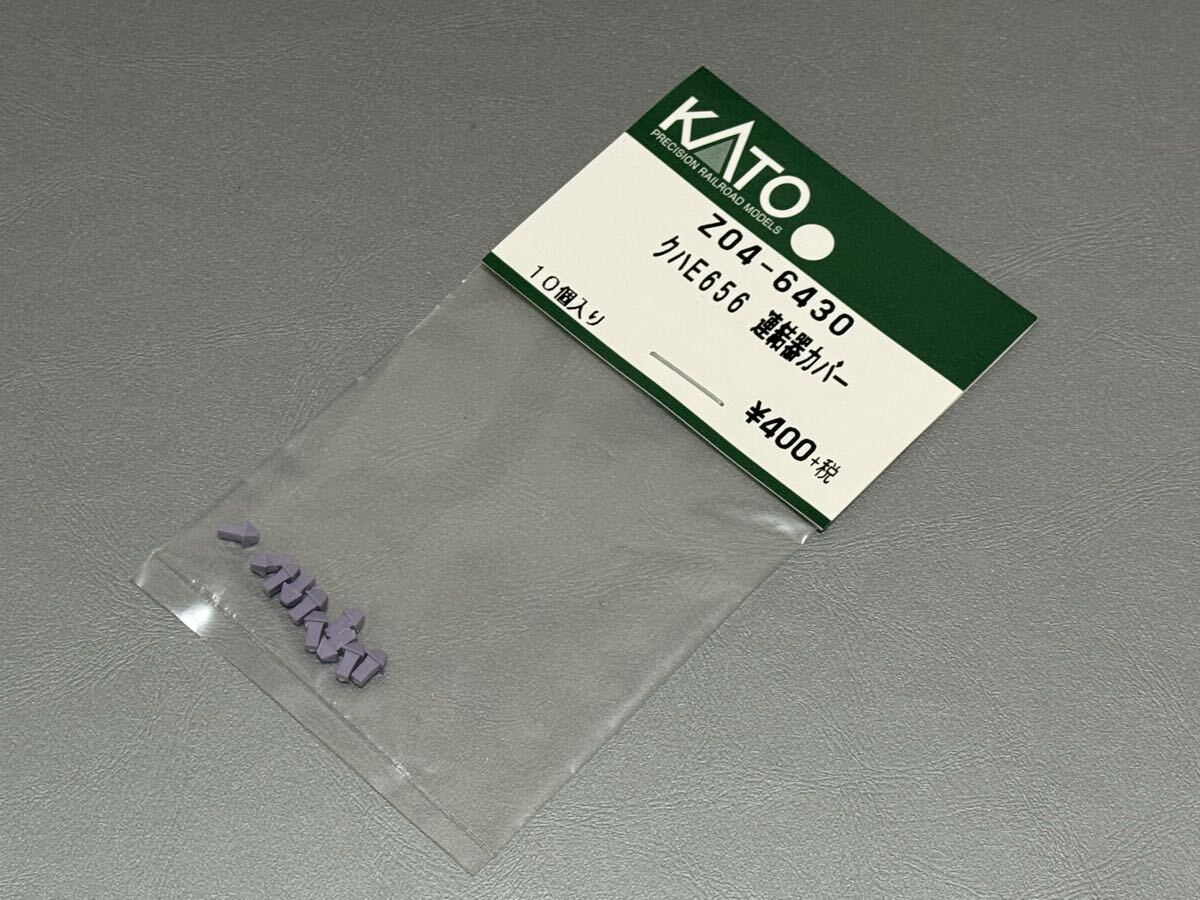 KATO
PRECISION RAILROAD MODELS
Z04-6430
クハE656 連結器カバー
10個入り
¥400+税